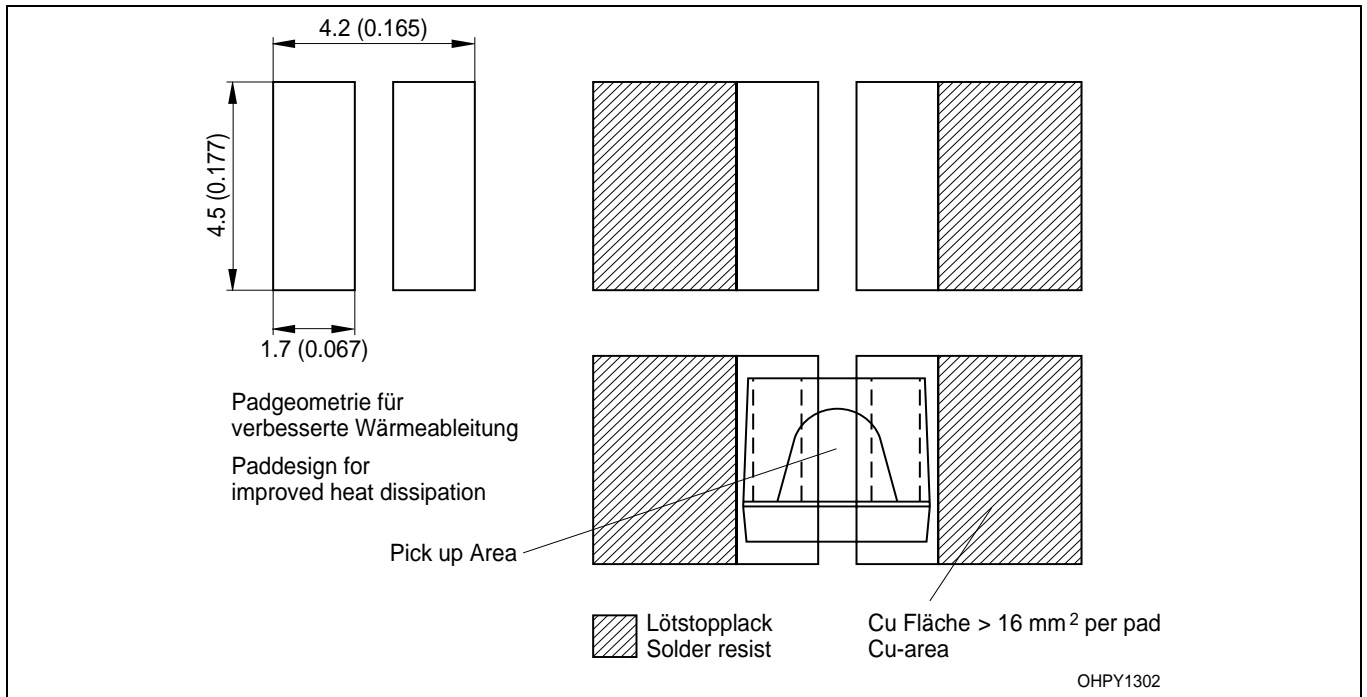 4.2 (0.165)
4.5 (0.177)
1.7 (0.067)
Padgeometrie für
verbesserte Wärmeableitung
Paddesign for
improved heat dissipation
Pick up Area
Lötstopplack
Solder resist
Cu Fläche > 16 mm 2 per pad
Cu-area
OHPY1302